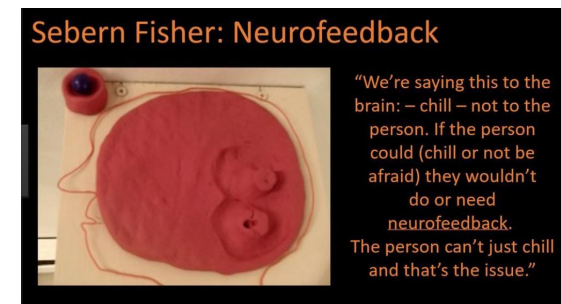 Sebern Fisher: Neurofeedback
“We’re saying this to the
brain: – chill – not to the
person. If the person
could (chill or not be
afraid) they wouldn’t
do or need
neurofeedback.
The person can’t just chill
and that’s the issue.”